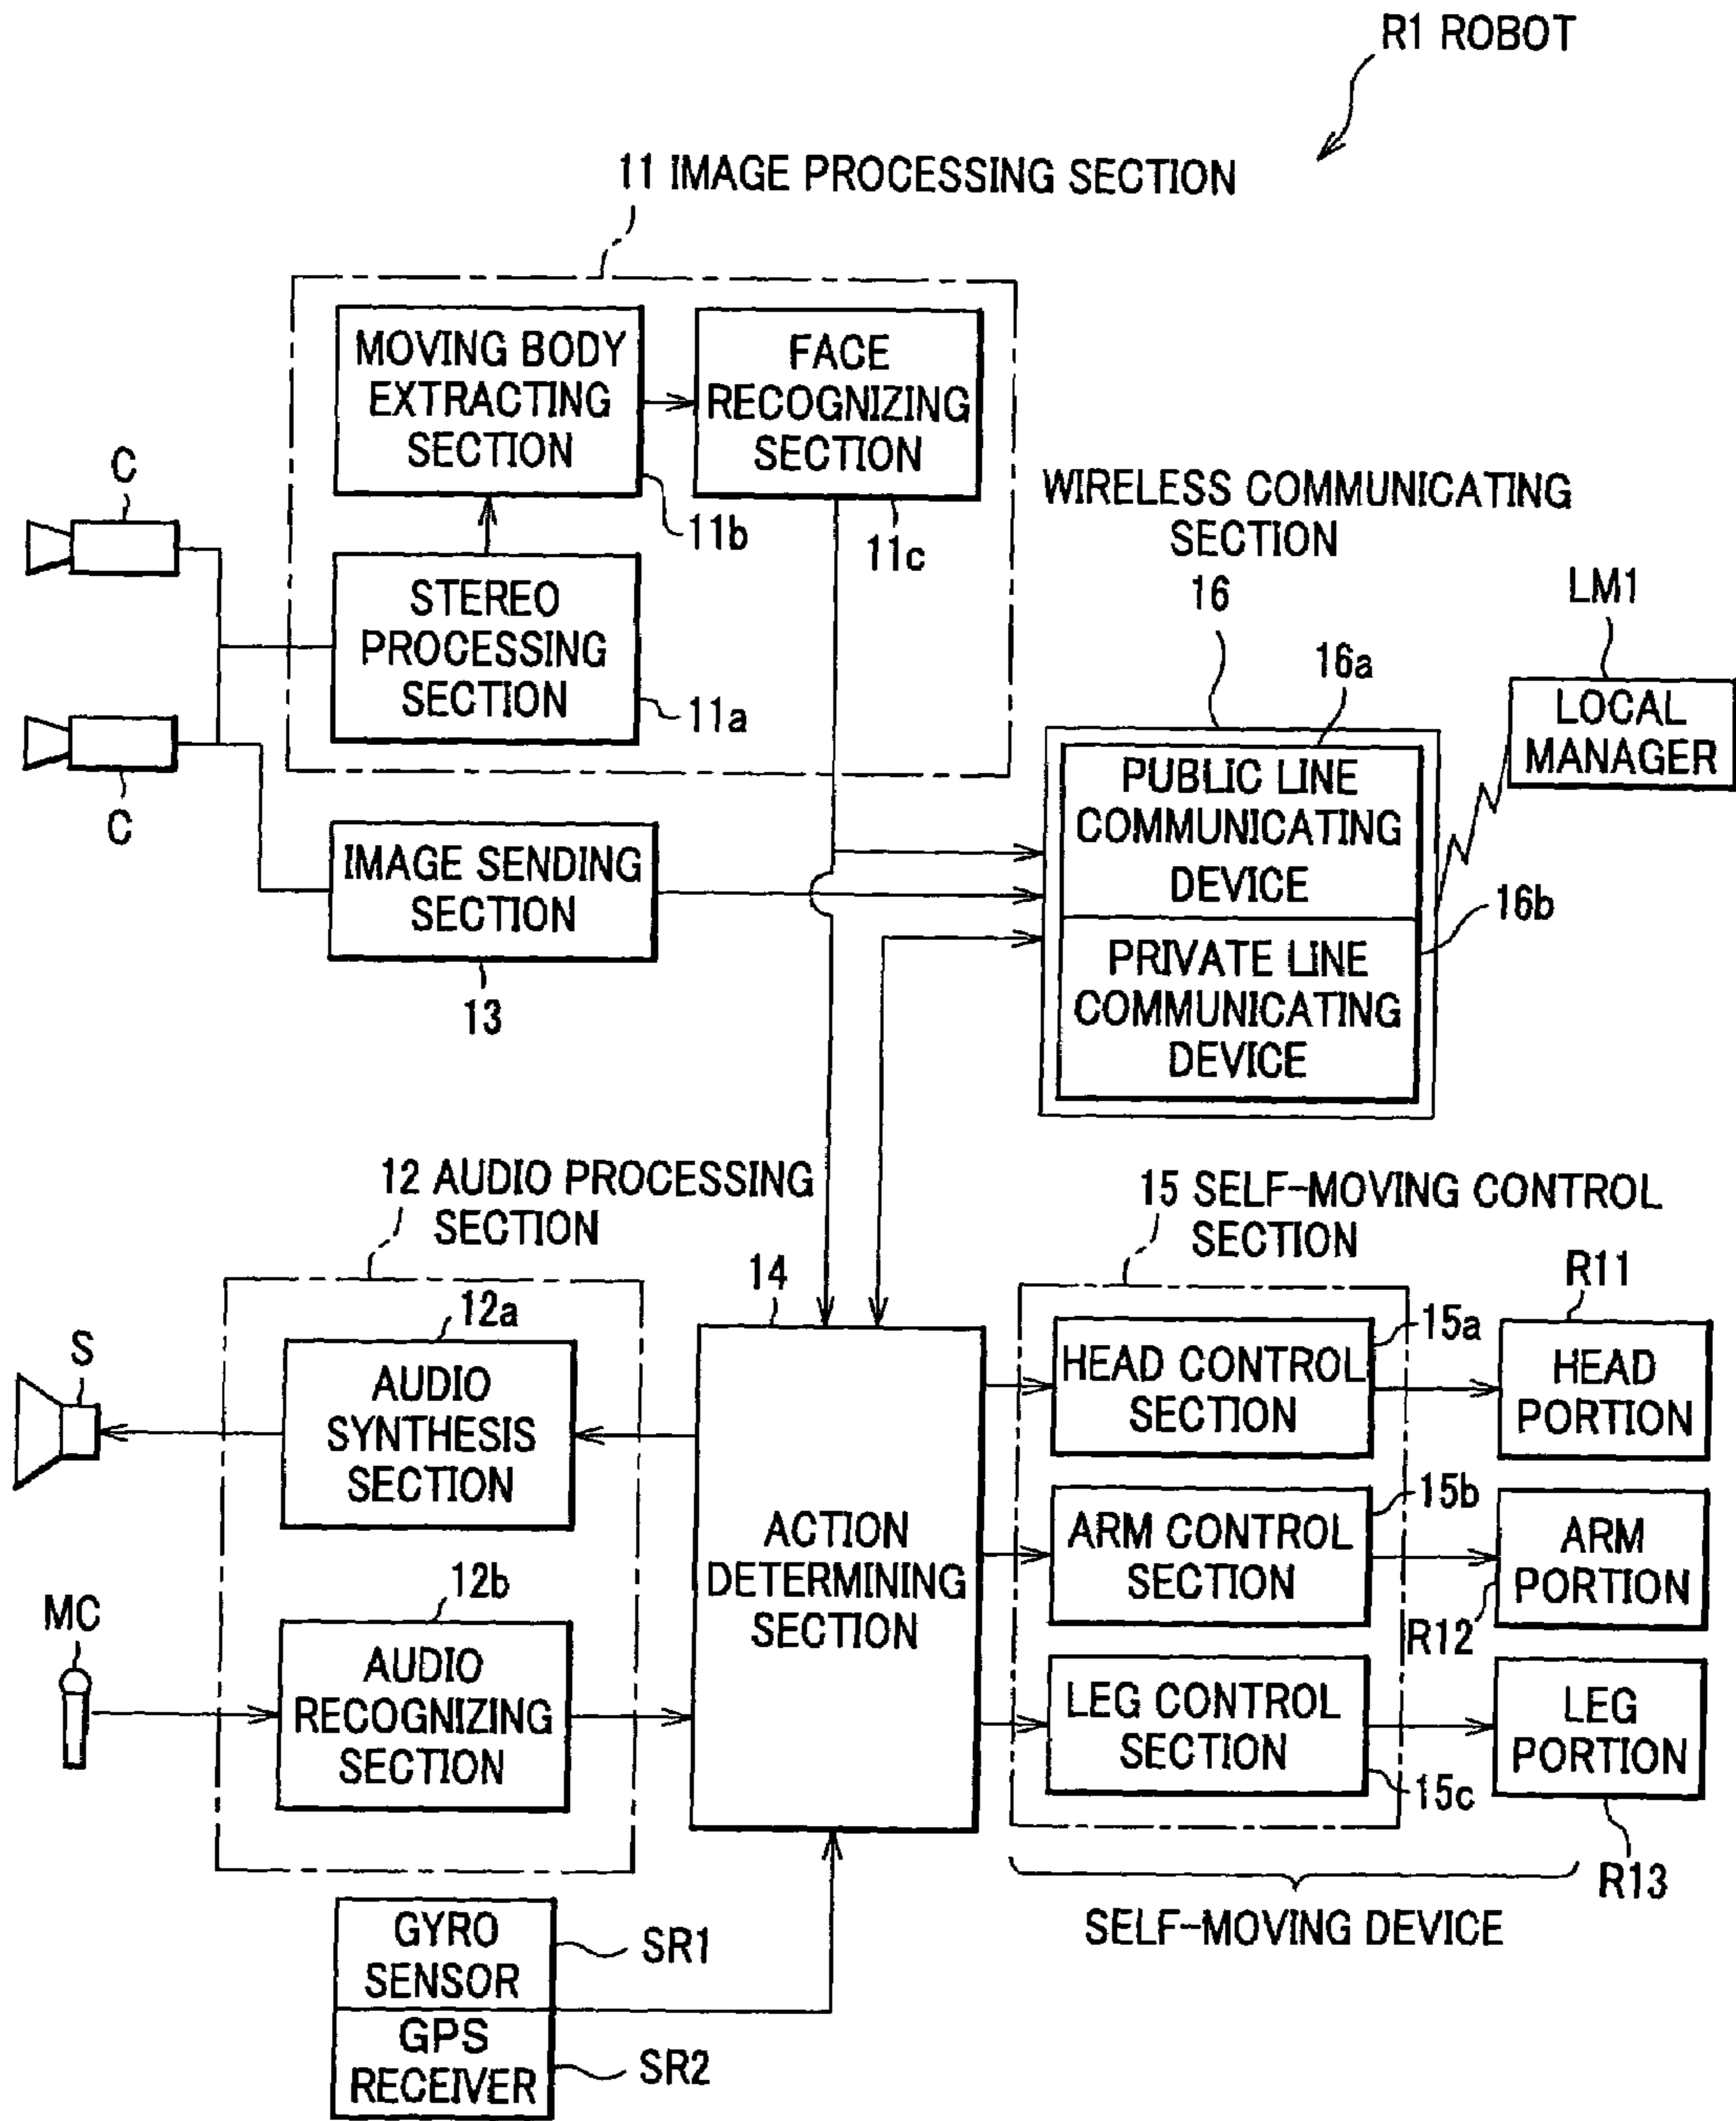 R1 ROBOT
11 IMAGE PROCESSING SECTION
MOVING BODY
EXTRACTING
SECTION
11b
FACE
RECOGNIZING
SECTION
11c
C
STEREO
PROCESSING
SECTION
11a
C
IMAGE SENDING
SECTION
13
WIRELESS COMMUNICATING
SECTION
16
16a
PUBLIC LINE
COMMUNICATING
DEVICE
16b
PRIVATE LINE
COMMUNICATING
DEVICE
LM1
LOCAL
MANAGER
12 AUDIO PROCESSING
SECTION
12a
AUDIO
SYNTHESIS
SECTION
S
12b
AUDIO
RECOGNIZING
SECTION
MC
14
ACTION
DETERMINING
SECTION
15 SELF-MOVING CONTROL
SECTION
15a
HEAD CONTROL
SECTION
R11
HEAD
PORTION
15b
ARM CONTROL
SECTION
R12
ARM
PORTION
LEG CONTROL
SECTION
15c
LEG
PORTION
R13
SELF-MOVING DEVICE
GYRO
SENSOR
SR1
GPS
RECEIVER
SR2